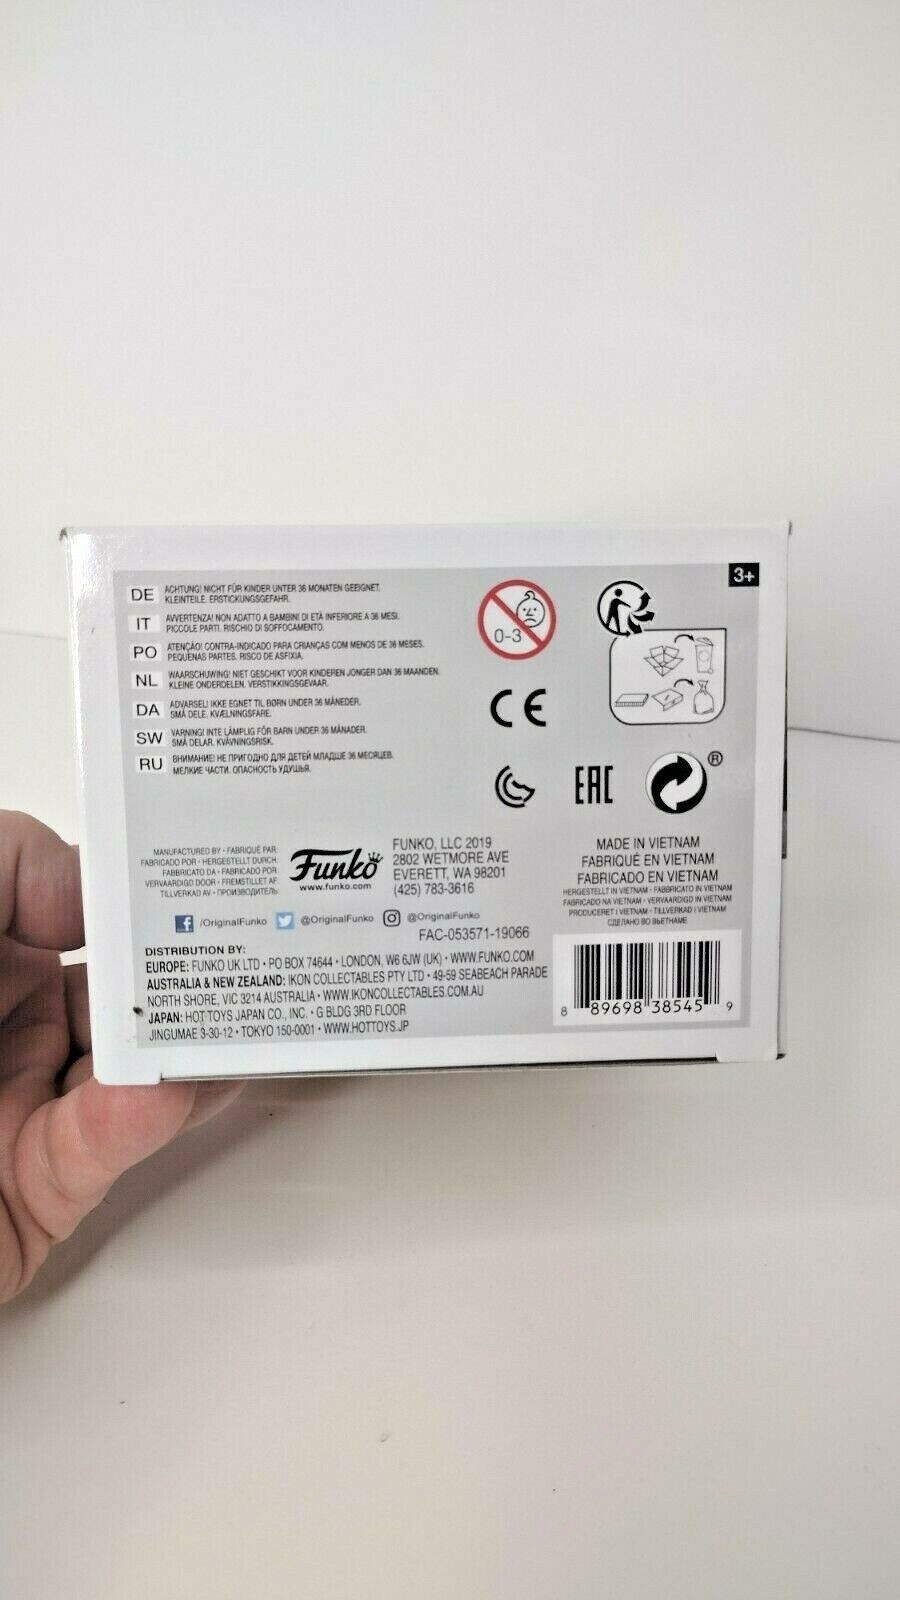 3+
DE ACHTUNG! NICHT FÜR KINDER UNTER 36 MONATEN GEEIGNET.
KLEINTEILE. ERSTICKUNGSGEFAHR.
IT AVVERTENZA! NON ADATTO A BAMBINI DI ETÀ INFERIORE A 36 MESI.
PICCOLE PARTI. RISCHIO DI SOFFOCAMENTO.
PO ATENÇÃO! CONTRA-INDICADO PARA CRIANÇAS COM MENOS DE 36 MESES.
PEQUENAS PARTES. RISCO DE ASFIXIA.
NL WAARSCHUWING! NIET GESCHIKT VOOR KINDEREN JONGER DAN 36 MAANDEN.
KLEINE ONDERDELEN. VERSTIKKINGSGEVAAR.
DA ADVARSEL! IKKE EGNET TIL BØRN UNDER 36 MÅNEDER.
SMÅ DELE. KVÆLNINGSFARE.
SW VARNING! INTE LÄMPLIG FÖR BARN UNDER 36 MÅNADER.
SMÅ DELAR. KVÄVNINGSRISK.
RU ВНИМАНИЕ! НЕ ПРИГОДНО ДЛЯ ДЕТЕЙ МЛАДШЕ 36 МЕСЯЦЕВ.
МЕЛКИЕ ЧАСТИ. ОПАСНОСТЬ УДУШЬЯ.
0-3
CE
EAC
®
MANUFACTURED BY • FABRIQUÉ PAR
FABRICADO POR • HERGESTELLT DURCH
FABBRICATO DA • FABRICADO POR
VERVAARDIGD DOOR • FREMSTILLET AF
TILLVERKAD AV • ПРОИЗВОДИТЕЛЬ:
Funko
www.funko.com
FUNKO, LLC 2019
2802 WETMORE AVE
EVERETT, WA 98201
(425) 783-3616
MADE IN VIETNAM
FABRIQUÉ EN VIETNAM
FABRICADO EN VIETNAM
HERGESTELLT IN VIETNAM • FABBRICATO IN VIETNAM
FABRICADO NA VIETNAM • VERVAARDIGD IN VIETNAM
PRODUCERET I VIETNAM • TILLVERKAD I VIETNAM
СДЕЛАНО ВО ВЬЕТНАМЕ
/OriginalFunko @OriginalFunko @OriginalFunko
FAC-053571-19066
DISTRIBUTION BY:
EUROPE: FUNKO UK LTD • PO BOX 74644 • LONDON, W6 6JW (UK) • WWW.FUNKO.COM
AUSTRALIA & NEW ZEALAND: IKON COLLECTABLES PTY LTD • 49-59 SEABEACH PARADE
NORTH SHORE, VIC 3214 AUSTRALIA • WWW.IKONCOLLECTABLES.COM.AU
JAPAN: HOT TOYS JAPAN CO., INC. • G BLDG 3RD FLOOR
JINGUMAE 3-30-12 • TOKYO 150-0001 • WWW.HOTTOYS.JP
8 89698 38545 9